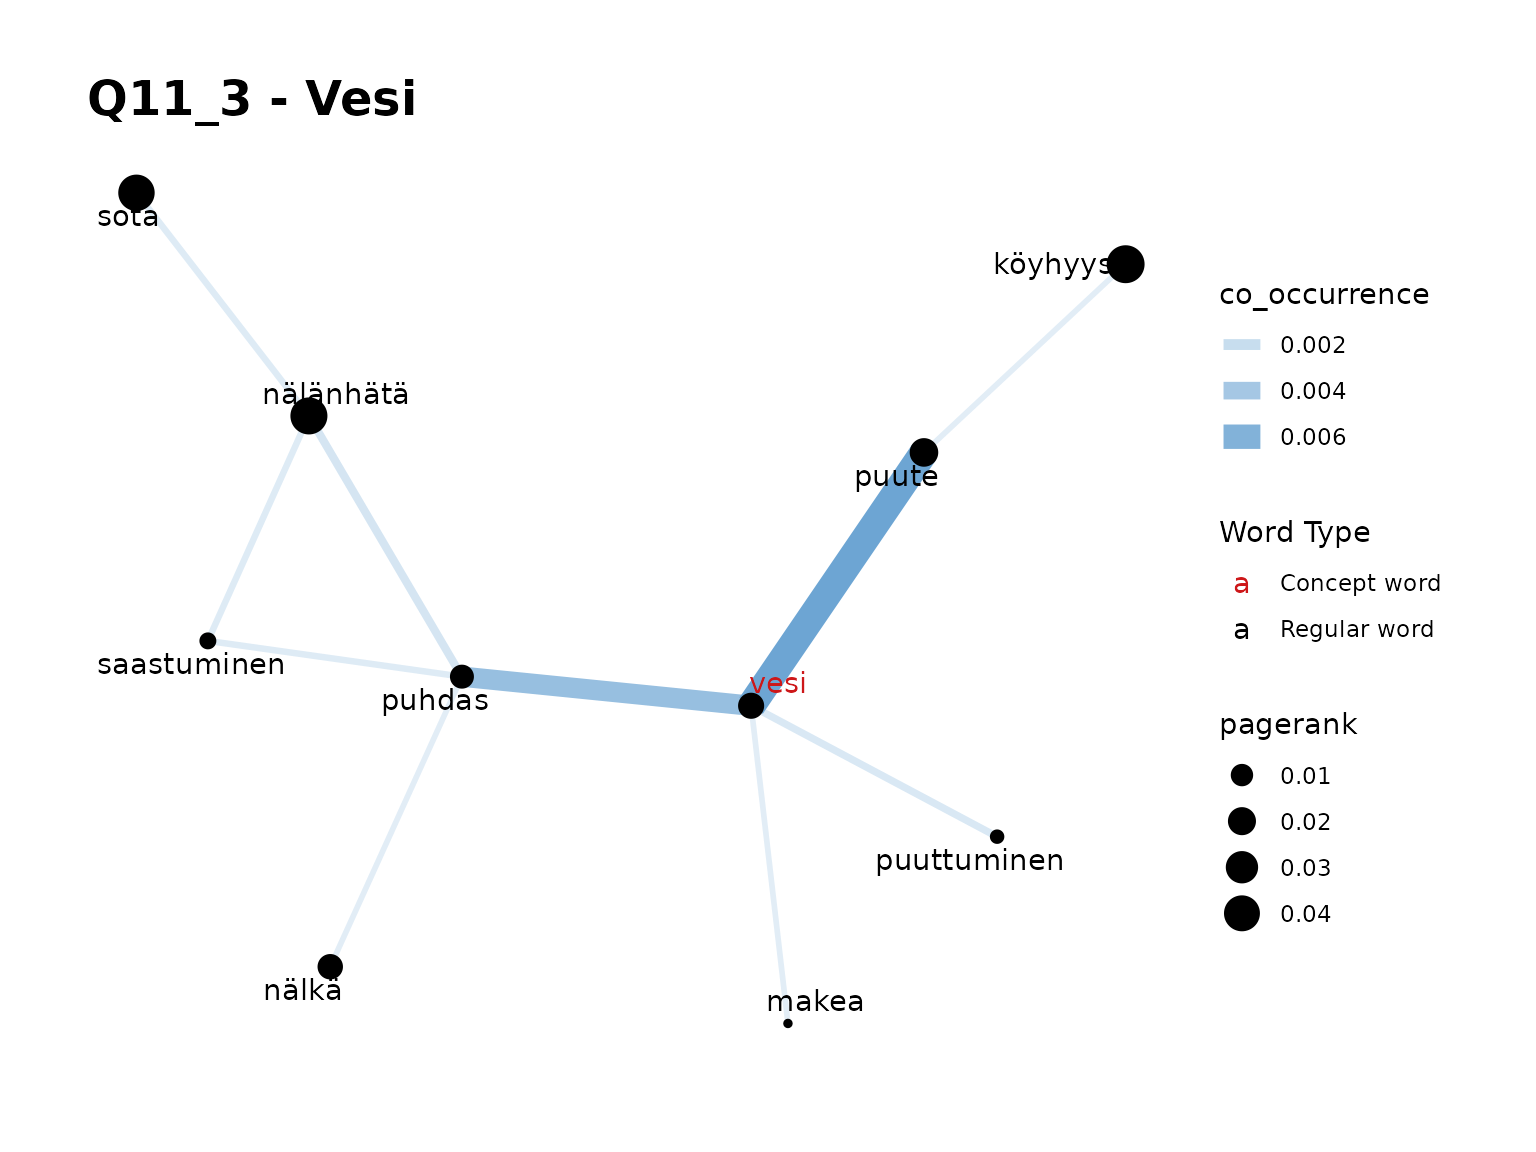 Q11_3 - Vesi
sota
köyhyys
nälänhätä
puute
saastuminen
puhdas
vesi
puuttuminen
nälkä
makea
co_occurrence
0.002
0.004
0.006
Word Type
a Concept word
a Regular word
pagerank
0.01
0.02
0.03
0.04